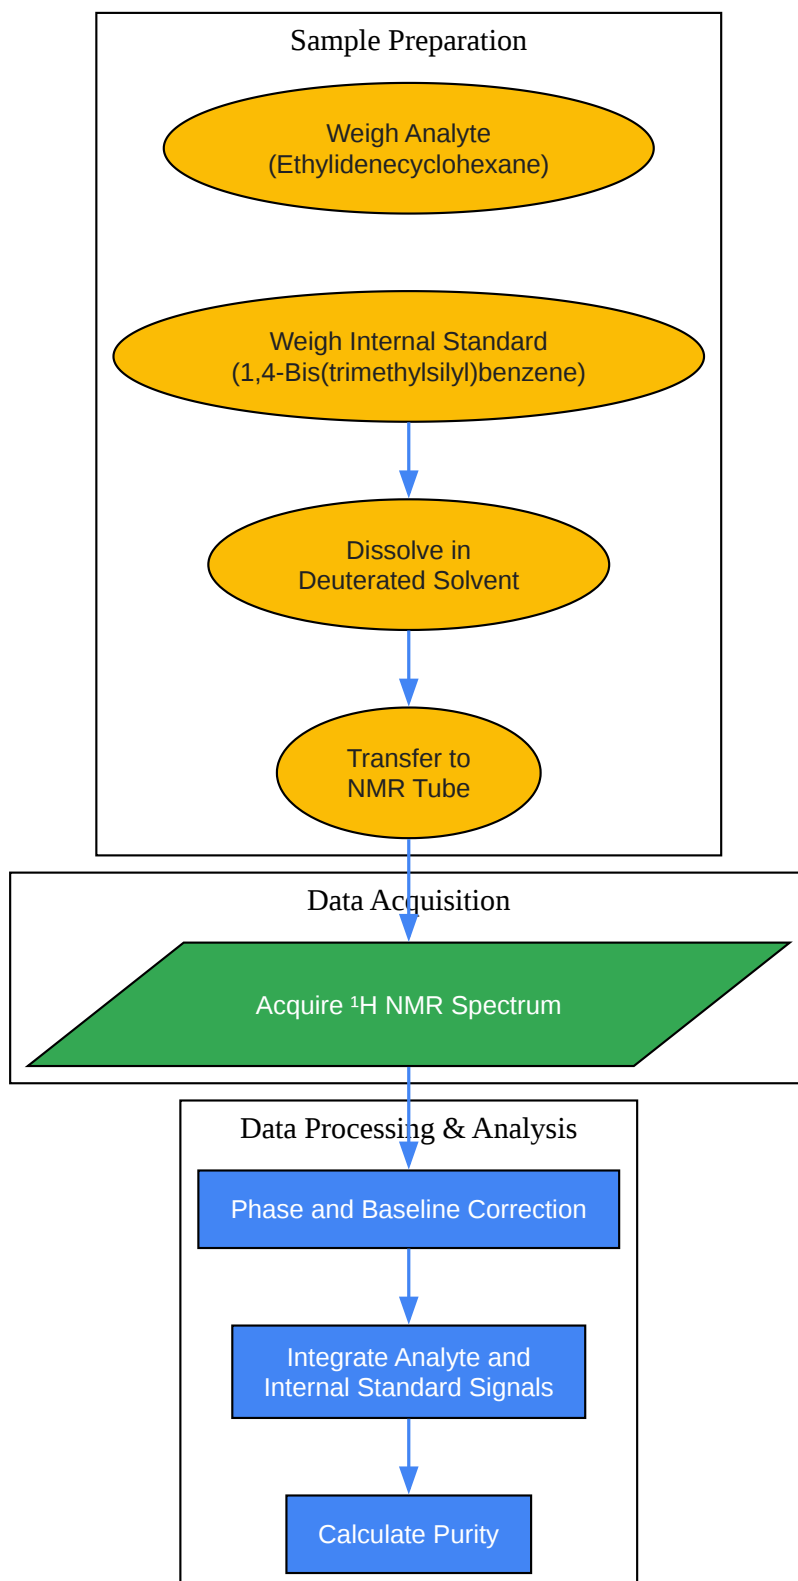 Sample Preparation
Weigh Analyte
(Ethylidenecyclohexane)
Weigh Internal Standard
(1,4-Bis(trimethylsilyl)benzene)
Dissolve in
Deuterated Solvent
Transfer to
NMR Tube
Data Acquisition
Acquire ¹H NMR Spectrum
Data Processing & Analysis
Phase and Baseline Correction
Integrate Analyte and
Internal Standard Signals
Calculate Purity